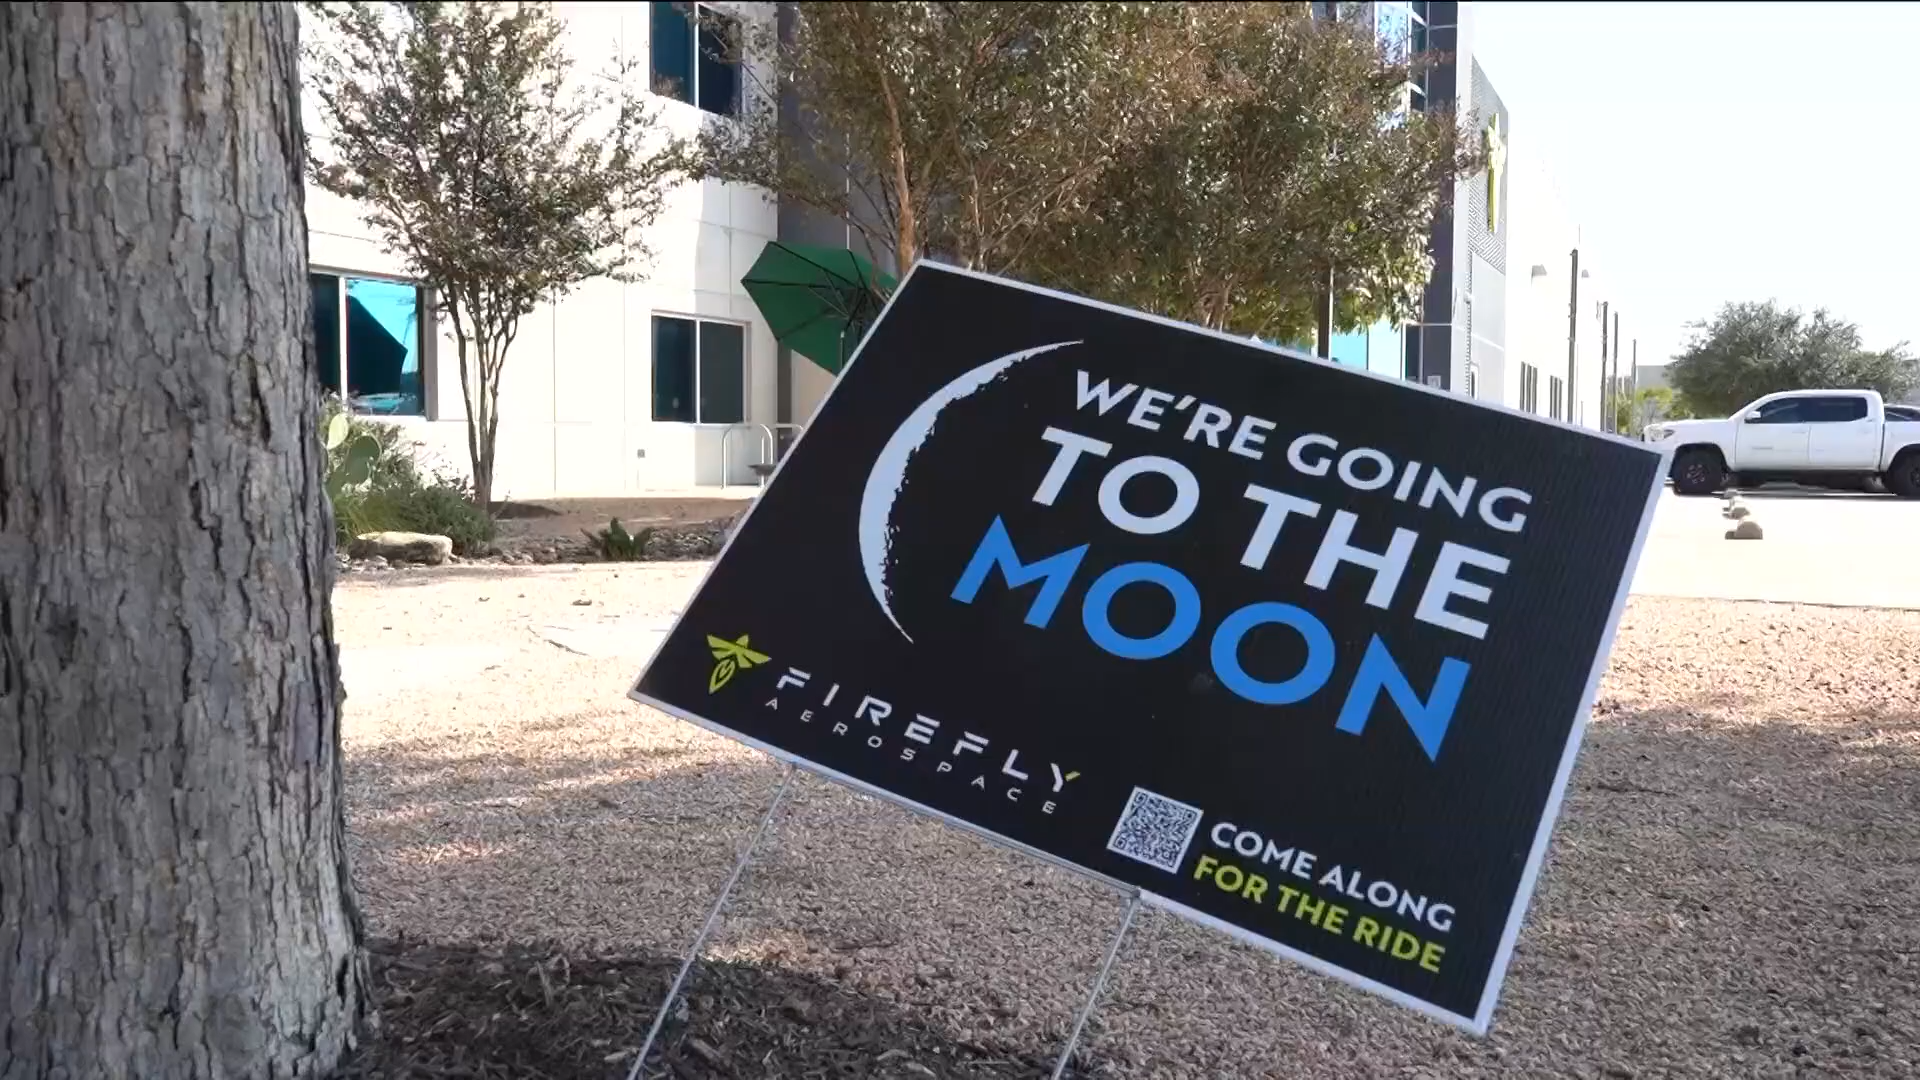 WE'RE GOING
TO THE
MOON
FIREFLY
AEROSPACE
COME ALONG
FOR THE RIDE